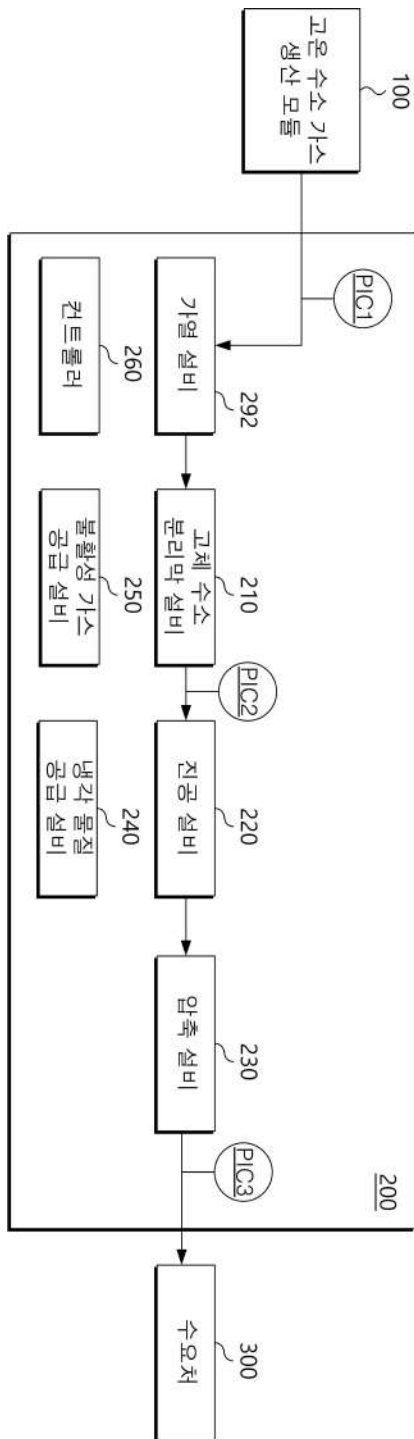 100
고온 수소 가스
생산 모듈
PIC1
200
가열 설비
292
고체 수소
분리막 설비
210
PIC2
진공 설비
220
압축 설비
230
PIC3
수요처
300
컨트롤러
260
불활성 가스
공급 설비
250
냉각 물질
공급 설비
240